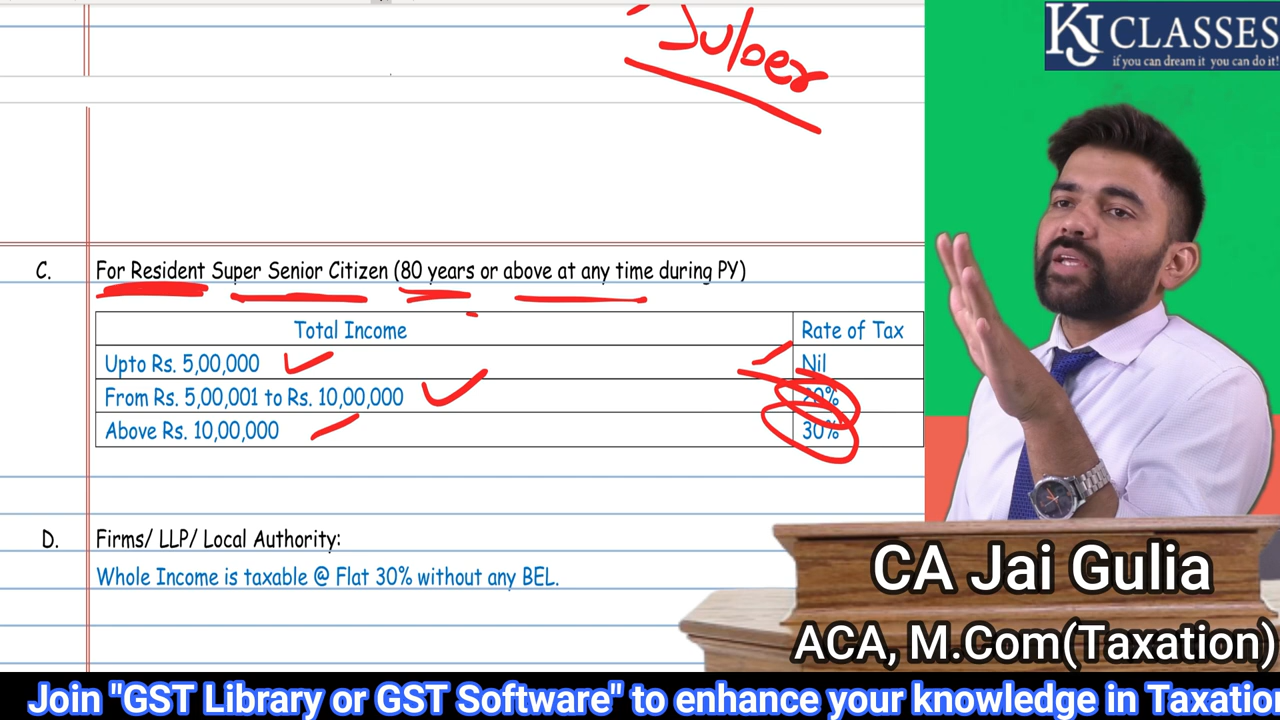 Julber
KJ CLASSES
if you can dream it you can do it!
C. For Resident Super Senior Citizen (80 years or above at any time during PY)
Total Income Rate of Tax
Upto Rs. 5,00,000 Nil
From Rs. 5,00,001 to Rs. 10,00,000 20%
Above Rs. 10,00,000 30%
D. Firms/ LLP/ Local Authority:
Whole Income is taxable @ Flat 30% without any BEL.
CA Jai Gulia
ACA, M.Com(Taxation)
Join "GST Library or GST Software" to enhance your knowledge in Taxatio